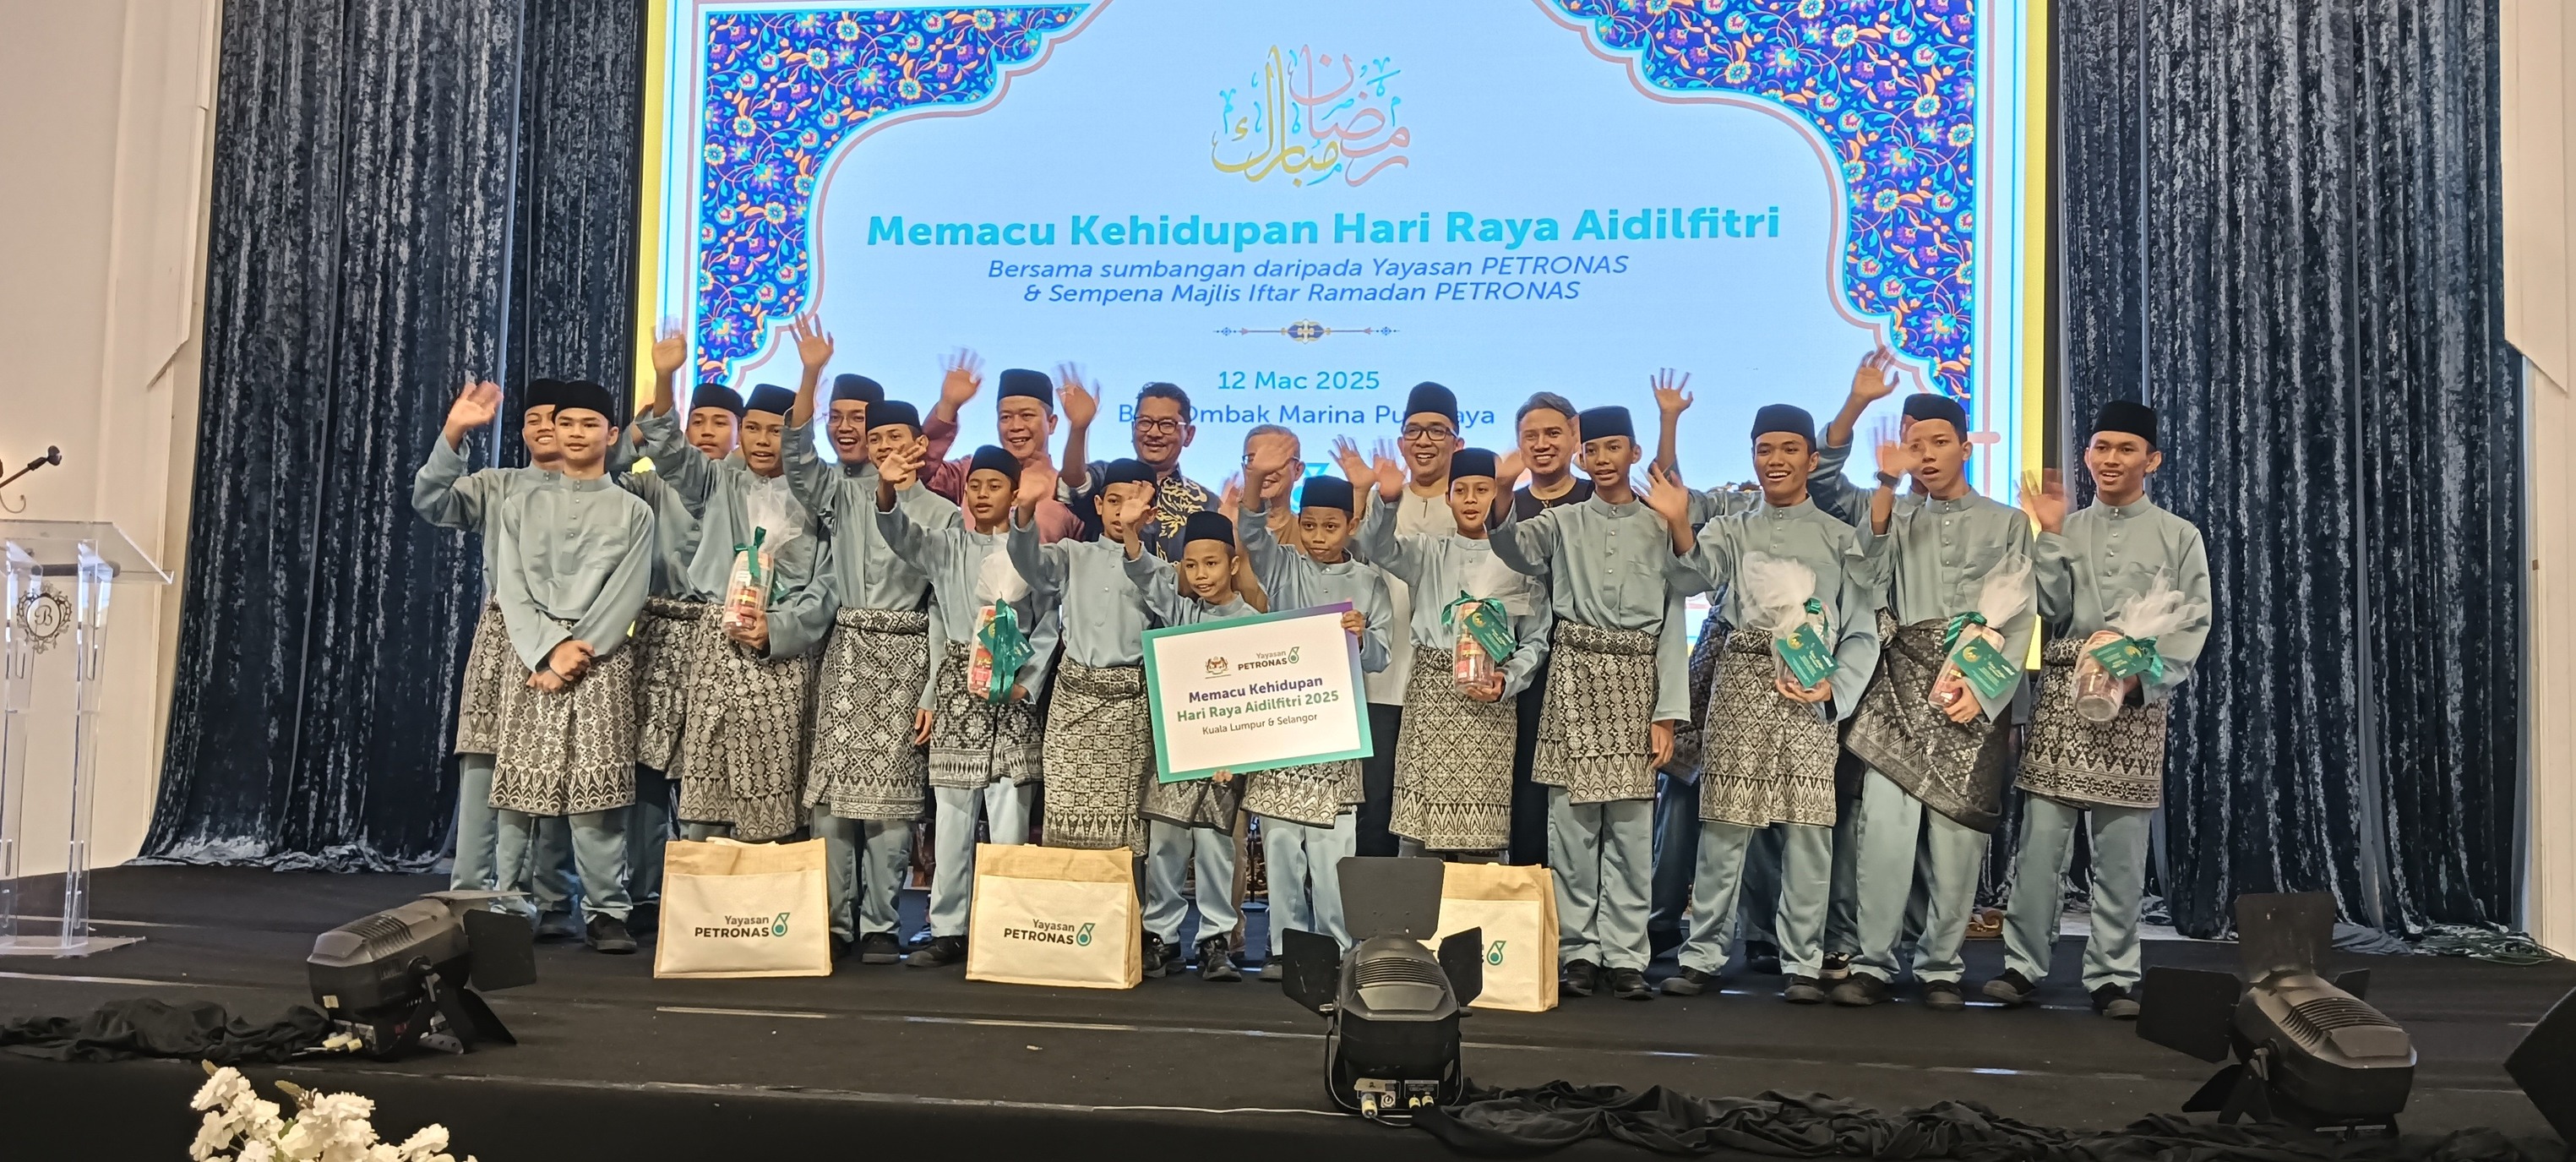 رمضان
مبارك
Memacu Kehidupan Hari Raya Aidilfitri
Bersama sumbangan daripada Yayasan PETRONAS
& Sempena Majlis Iftar Ramadan PETRONAS
12 Mac 2025
Ombak Marina
B
Yayasan
PETRONAS
Memacu Kehidupan
Hari Raya Aidilfitri 2025
Kuala Lumpur & Selangor
Yayasan
PETRONAS
Yayasan
PETRONAS